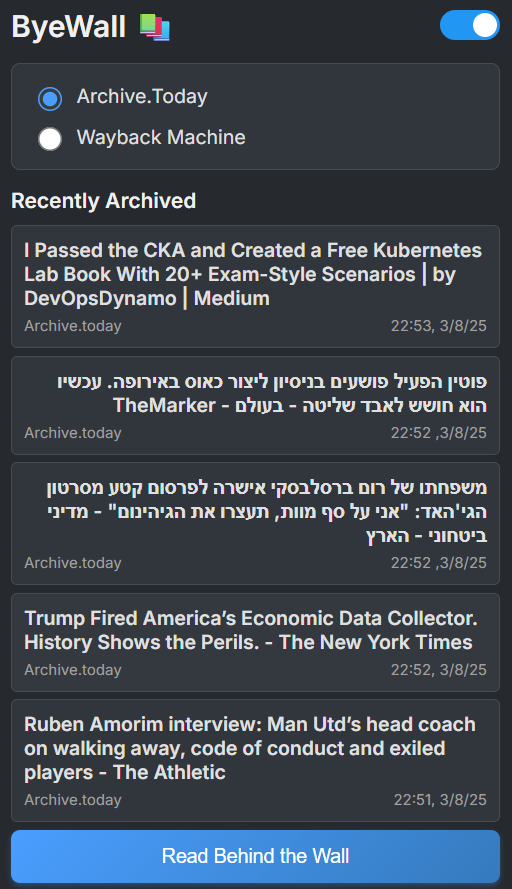 ByeWall
Archive.Today
Wayback Machine
Recently Archived
I Passed the CKA and Created a Free Kubernetes
Lab Book With 20+ Exam-Style Scenarios | by
DevOpsDynamo | Medium
Archive.today
22:53, 3/8/25
פוטין הפעיל פושעים בניסיון ליצור כאוס באירופה. עכשיו
הוא חושש לאבד שליטה - בעולם - TheMarker
Archive.today
22:52 ,3/8/25
משפחתו של רום ברסלבסקי אישרה לפרסום קטע מסרטון
הגי'האד: "אני על סף מוות, תעצרו את הגיהינום" - מדיני
ביטחוני - הארץ
Archive.today
22:52 ,3/8/25
Trump Fired America’s Economic Data Collector.
History Shows the Perils. - The New York Times
Archive.today
22:52, 3/8/25
Ruben Amorim interview: Man Utd’s head coach
on walking away, code of conduct and exiled
players - The Athletic
Archive.today
22:51, 3/8/25
Read Behind the Wall